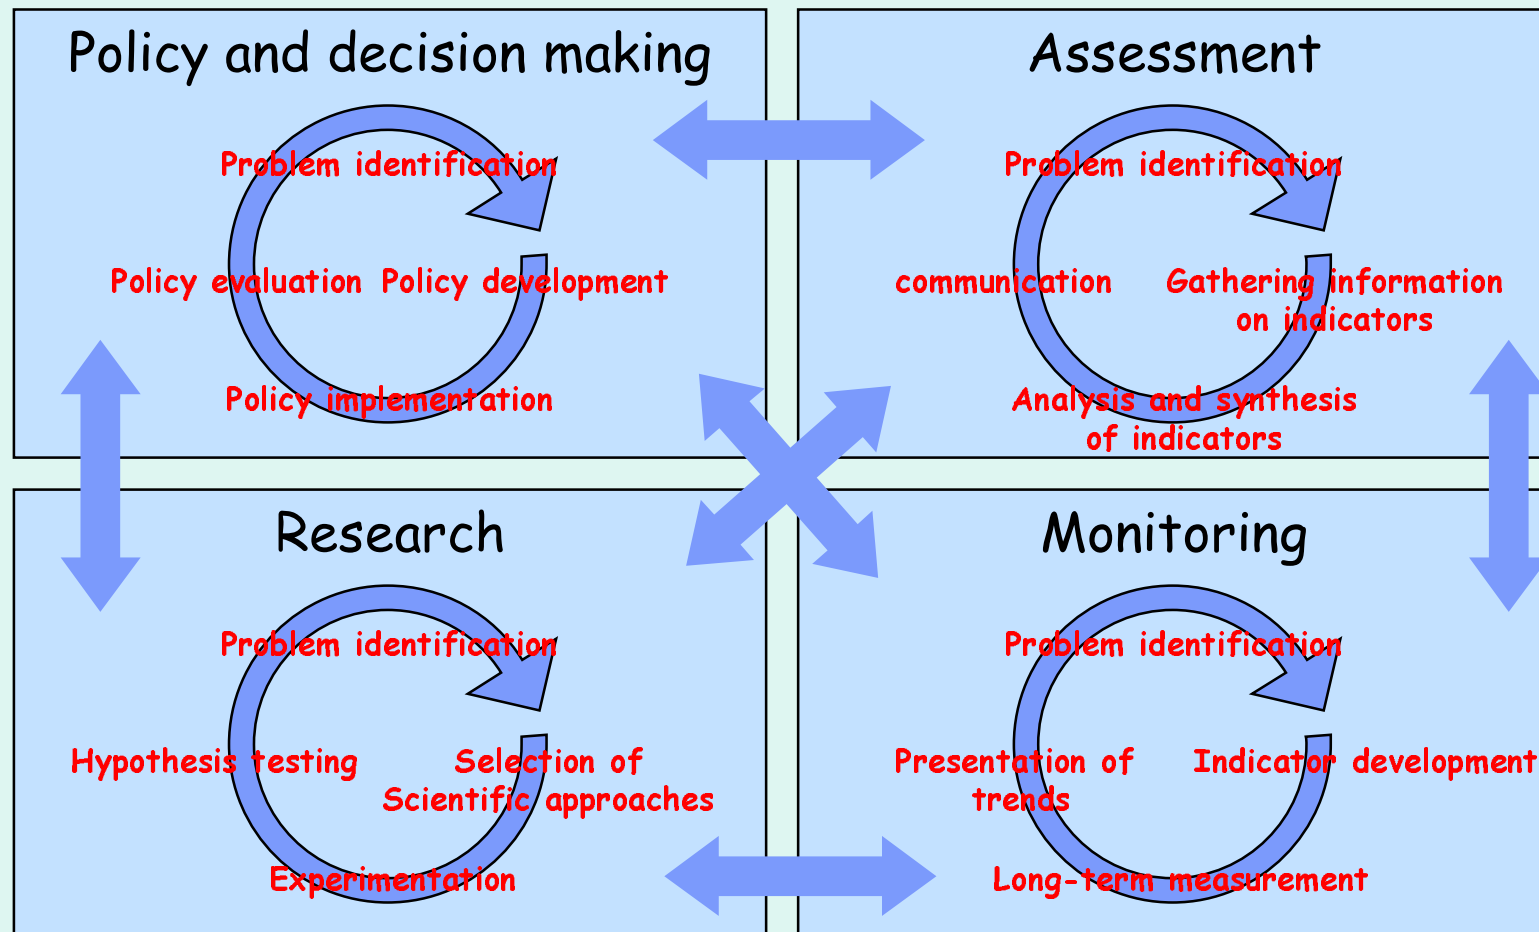 Policy and decision making
Problem identification
Policy evaluation
Policy development
Policy implementation
Assessment
Problem identification
communication
Gathering information
on indicators
Analysis and synthesis
of indicators
Research
Problem identification
Hypothesis testing
Selection of
Scientific approaches
Experimentation
Monitoring
Problem identification
Presentation of
trends
Indicator development
Long-term measurement